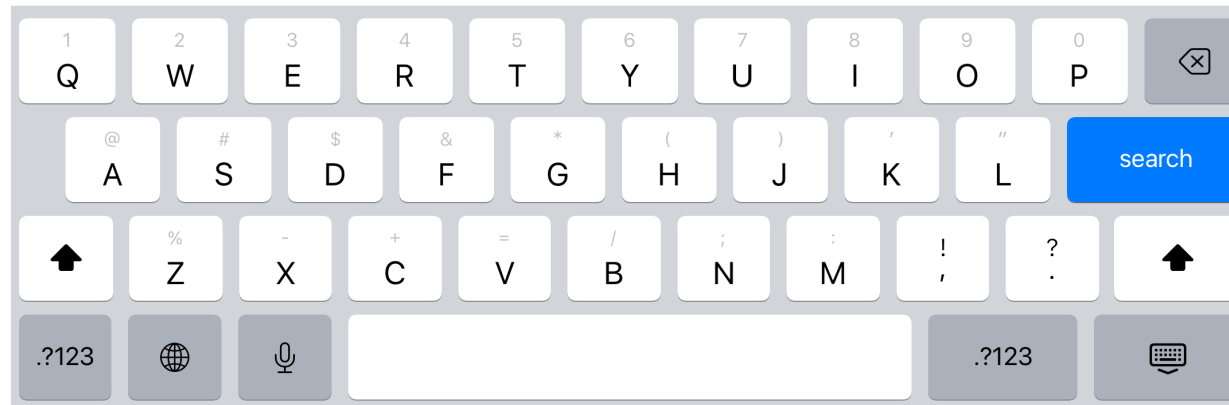 1 2 3 4 5 6 7 8 9 0
Q W E R T Y U I O P
@ # $ & * ( ) ' "
A S D F G H J K L search
% - + = / ; : ! ?
Z X C V B N M , .
.?123 .?123